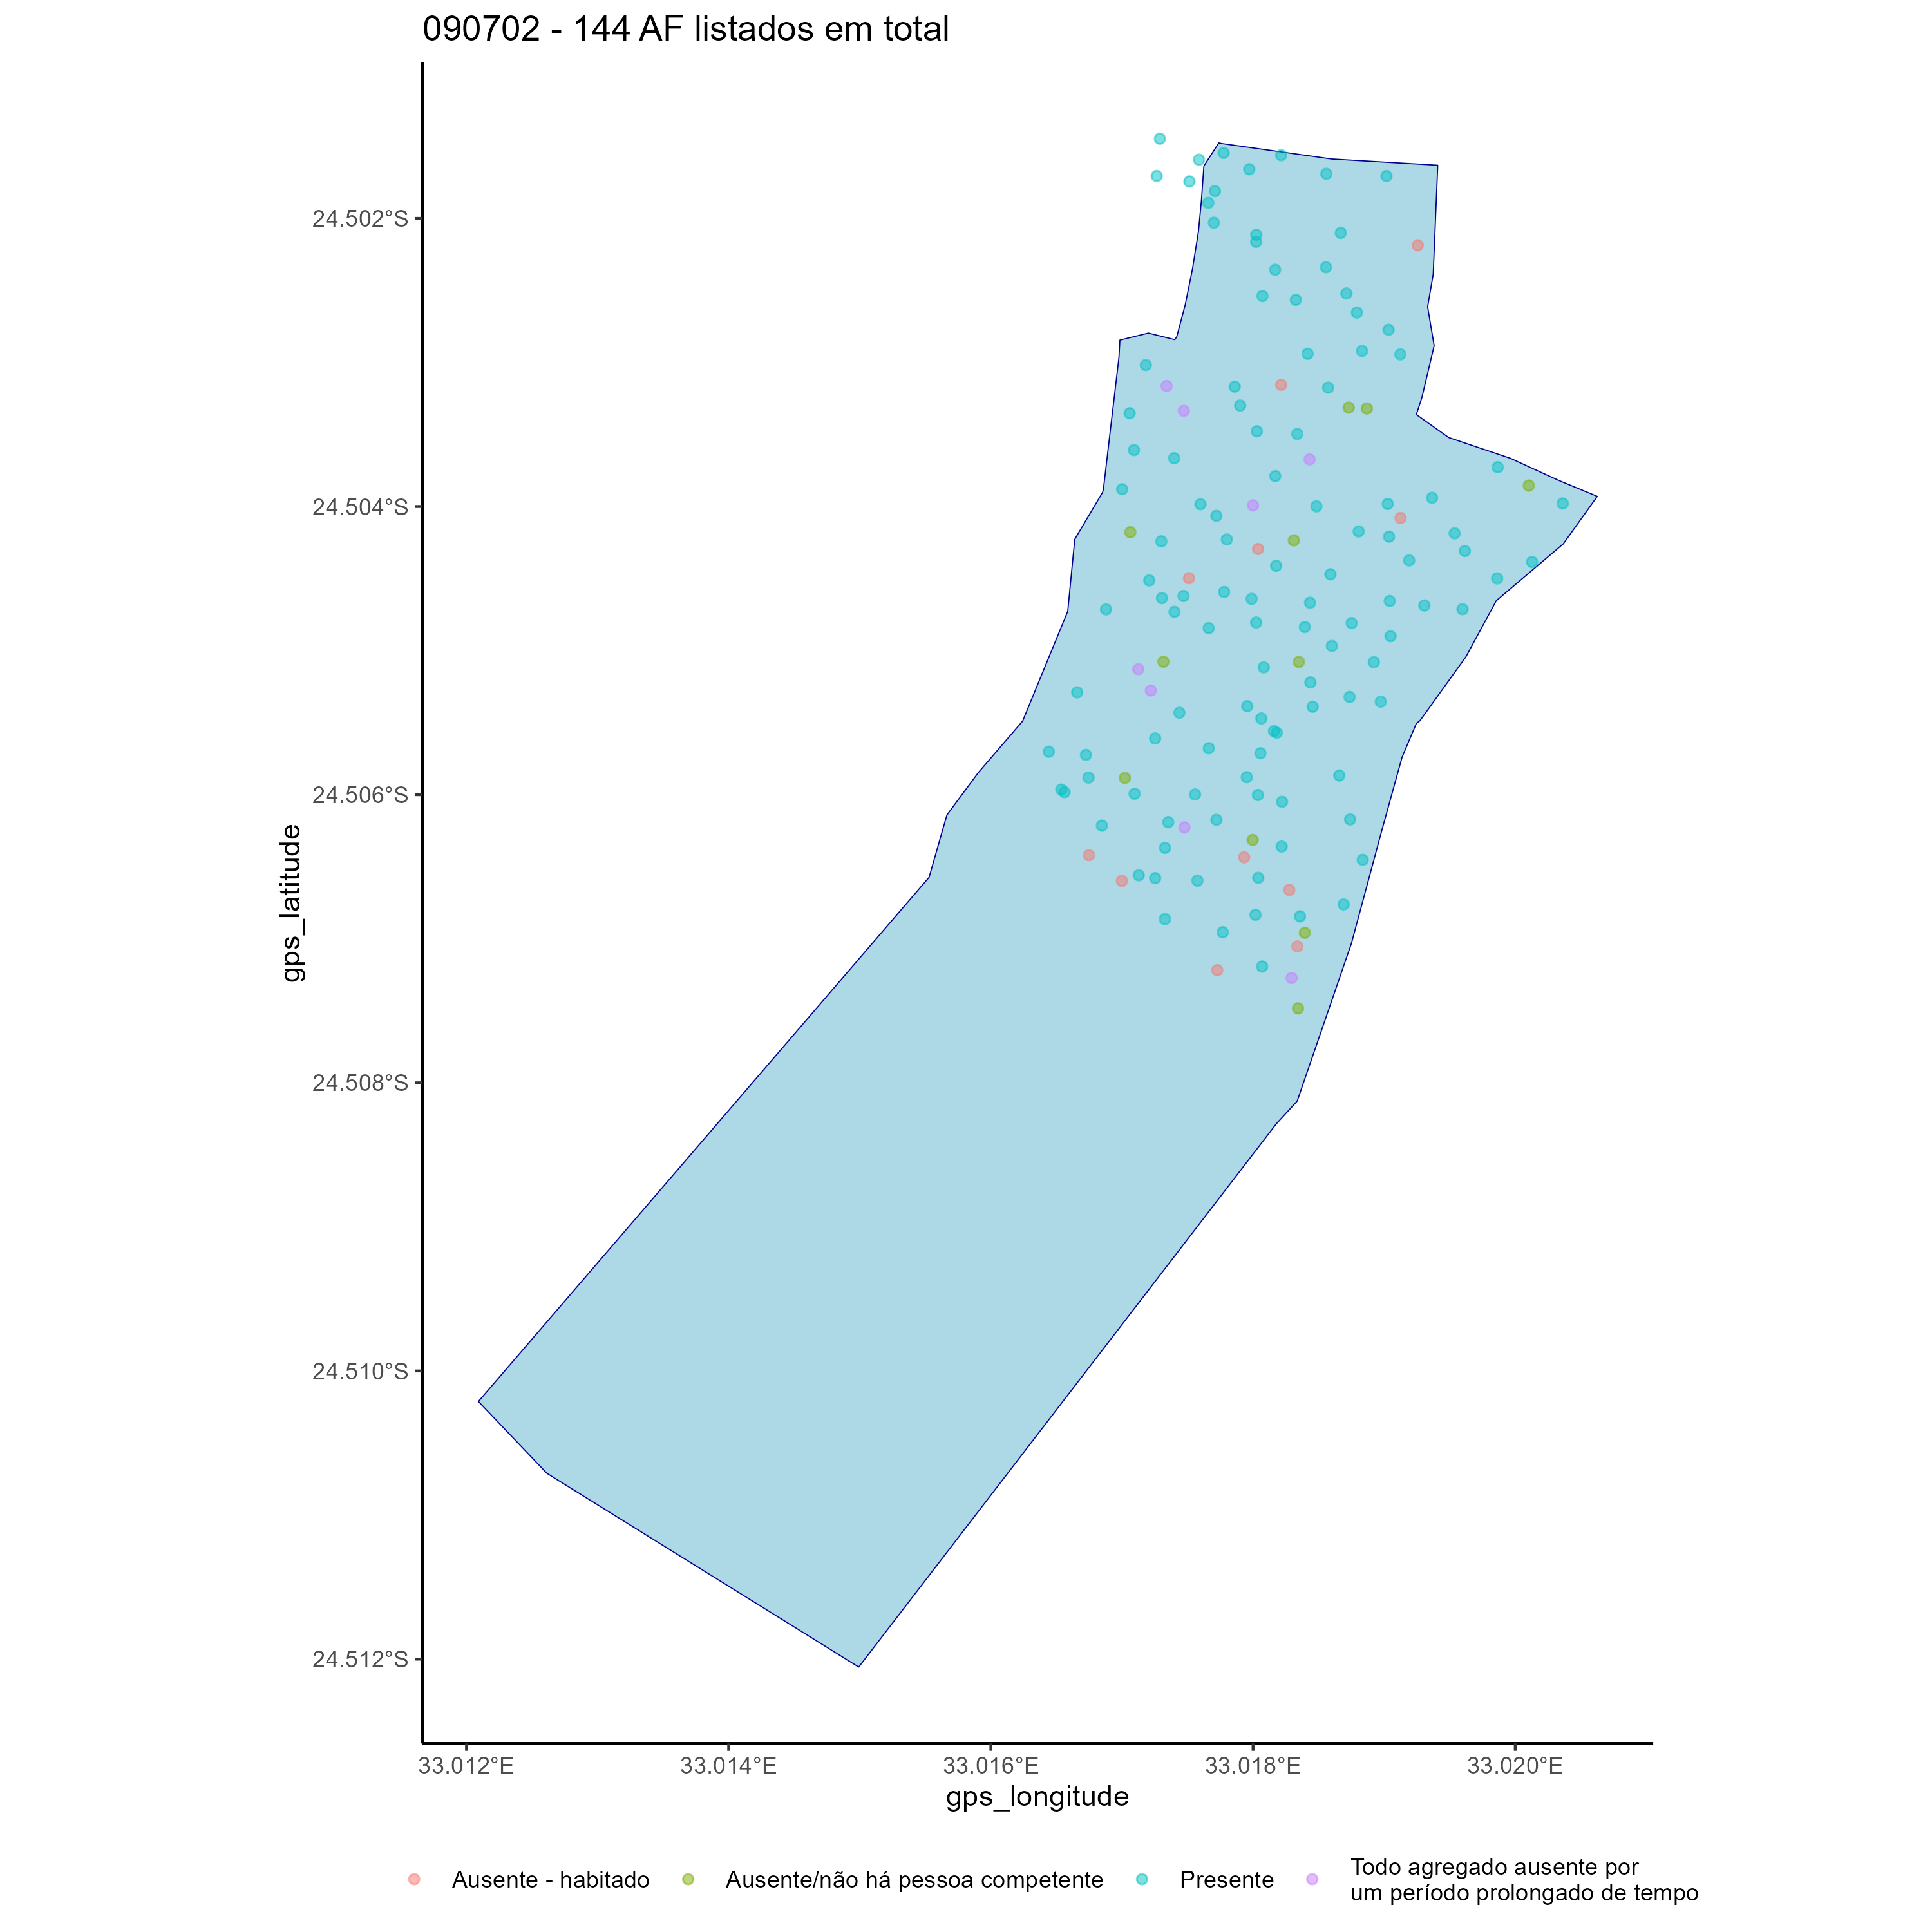 090702 - 144 AF listados em total
24.502°S
24.504°S
24.506°S
24.508°S
24.510°S
24.512°S
gps_latitude
33.012°E
33.014°E
33.016°E
33.018°E
33.020°E
gps_longitude
Ausente - habitado
Ausente/não há pessoa competente
Presente
Todo agregado ausente por
um período prolongado de tempo